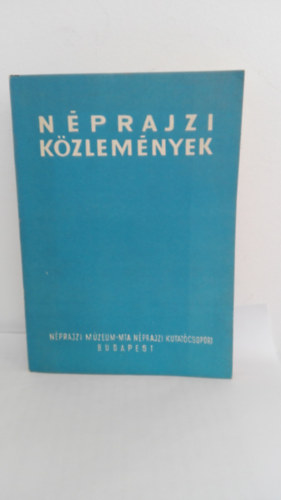 NÉPRAJZI
KÖZLEMÉNYEK
NÉPRAJZI MÚZEUM-MTA NÉPRAJZI KUTATÓCSOPORT
BUDAPEST